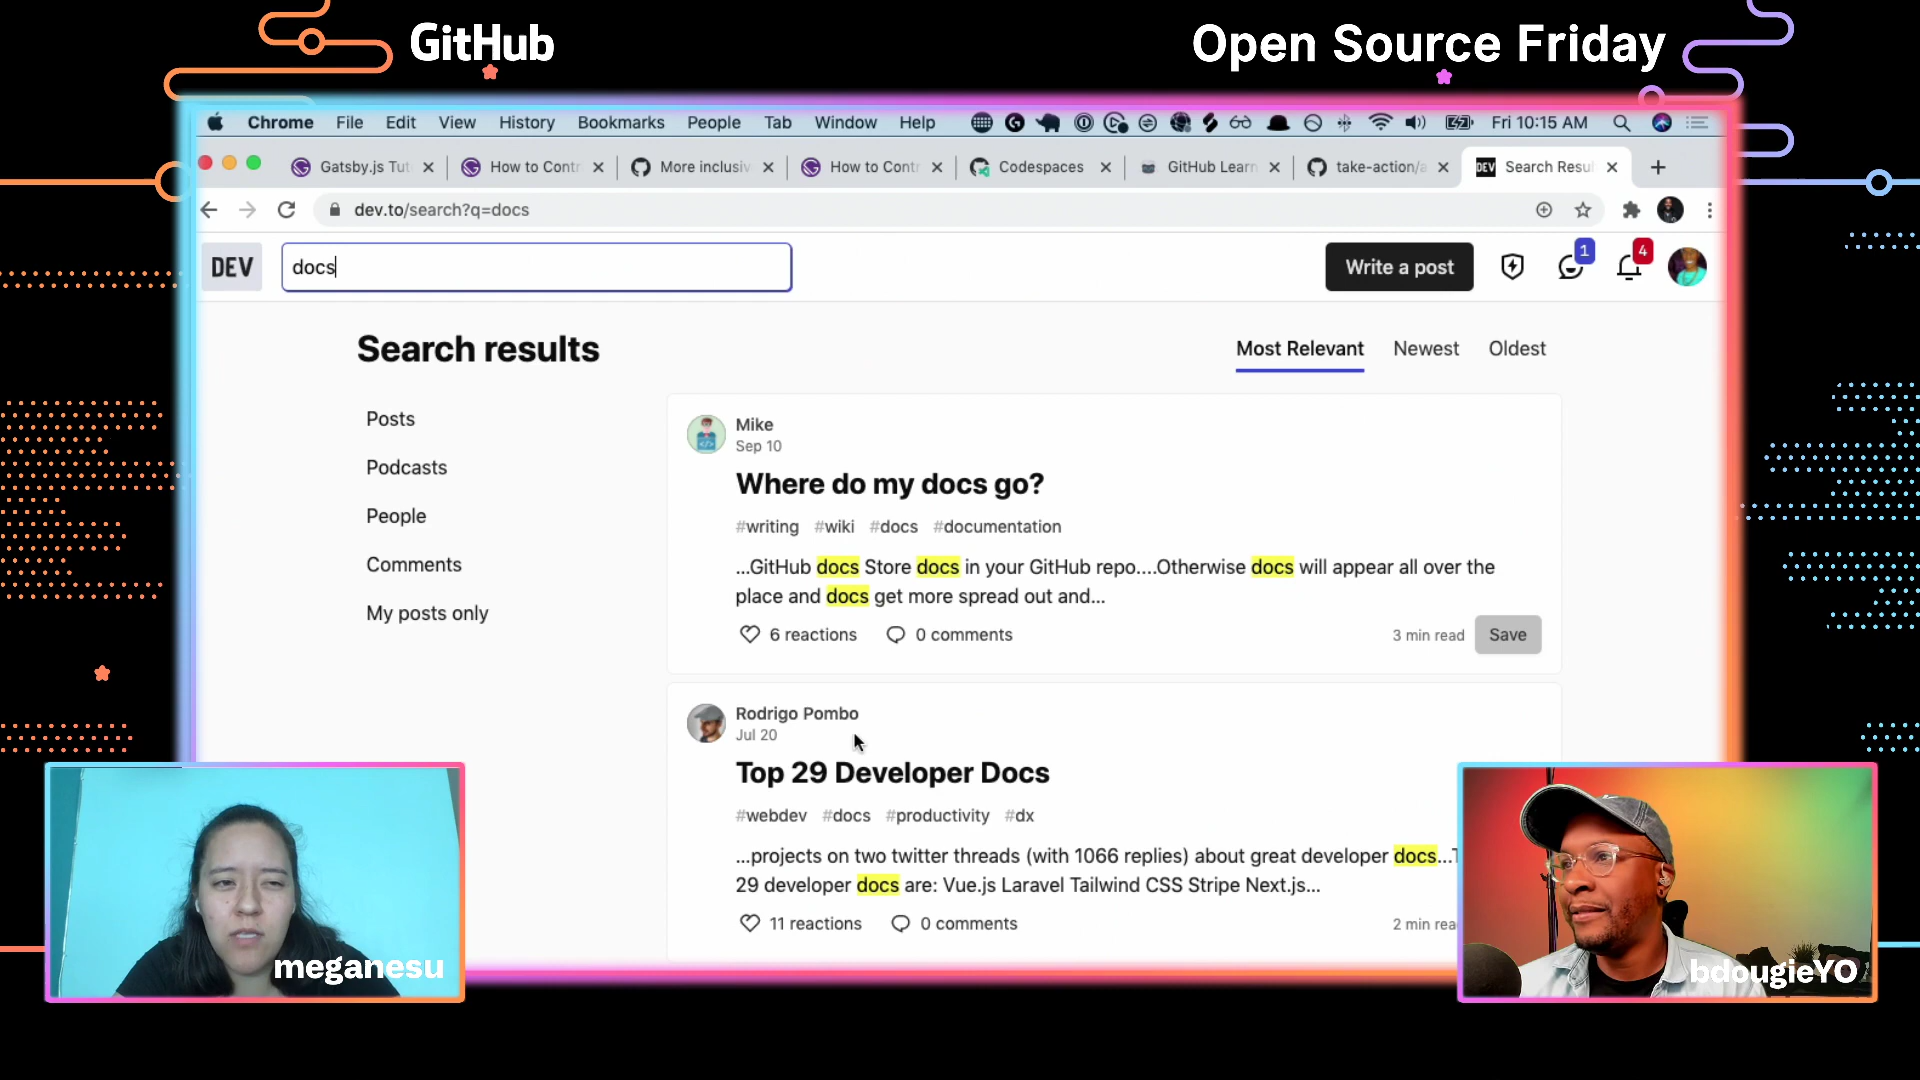 GitHub
Open Source Friday
Chrome File Edit View History Bookmarks People Tab Window Help Fri 10:15 AM
Gatsby.js Tut
How to Contr
More inclusiv
How to Contr
Codespaces
GitHub Learn
take-action/a
DEV Search Resul
dev.to/search?q=docs
DEV
docs
Write a post
1
4
Search results
Most Relevant Newest Oldest
Posts
Podcasts
People
Comments
My posts only
Mike
Sep 10
Where do my docs go?
#writing #wiki #docs #documentation
...GitHub docs Store docs in your GitHub repo....Otherwise docs will appear all over the
place and docs get more spread out and...
6 reactions 0 comments 3 min read Save
Rodrigo Pombo
Jul 20
Top 29 Developer Docs
#webdev #docs #productivity #dx
...projects on two twitter threads (with 1066 replies) about great developer docs...T
29 developer docs are: Vue.js Laravel Tailwind CSS Stripe Next.js...
11 reactions 0 comments 2 min rea
meganesu
bdougieYO